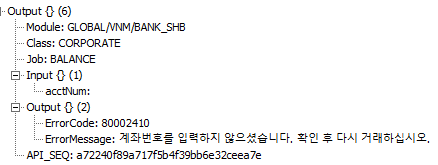 Output {} (6)
Module: GLOBAL/VNM/BANK_SHB
Class: CORPORATE
Job: BALANCE
Input {} (1)
acctNum:
Output {} (2)
ErrorCode: 80002410
ErrorMessage: 계좌번호를 입력하지 않으셨습니다. 확인 후 다시 거래하십시오.
API_SEQ: a72240f89a717f5b4f39bb6e32ceea7e